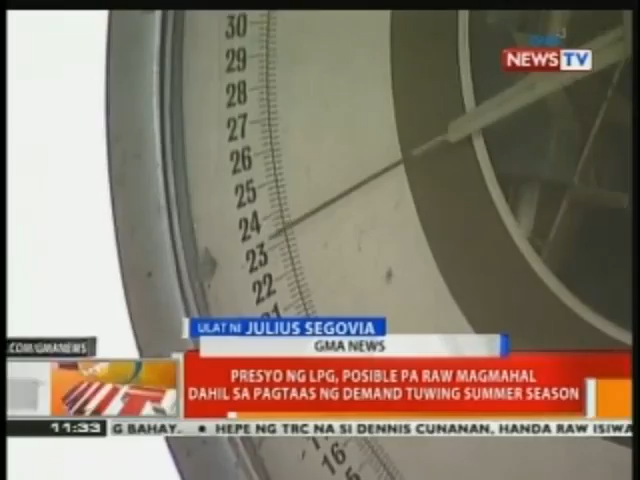 30
29
28
27
26
25
24
23
22
21
NEWS TV
ULAT NI JULIUS SEGOVIA
GMA NEWS
.COM/GMANEWS
PRESYO NG LPG, POSIBLE PA RAW MAGMAHAL
DAHIL SA PAGTAAS NG DEMAND TUWING SUMMER SEASON
11:33 G BAHAY. • HEPE NG TRC NA SI DENNIS CUNANAN, HANDA RAW ISIWA
16